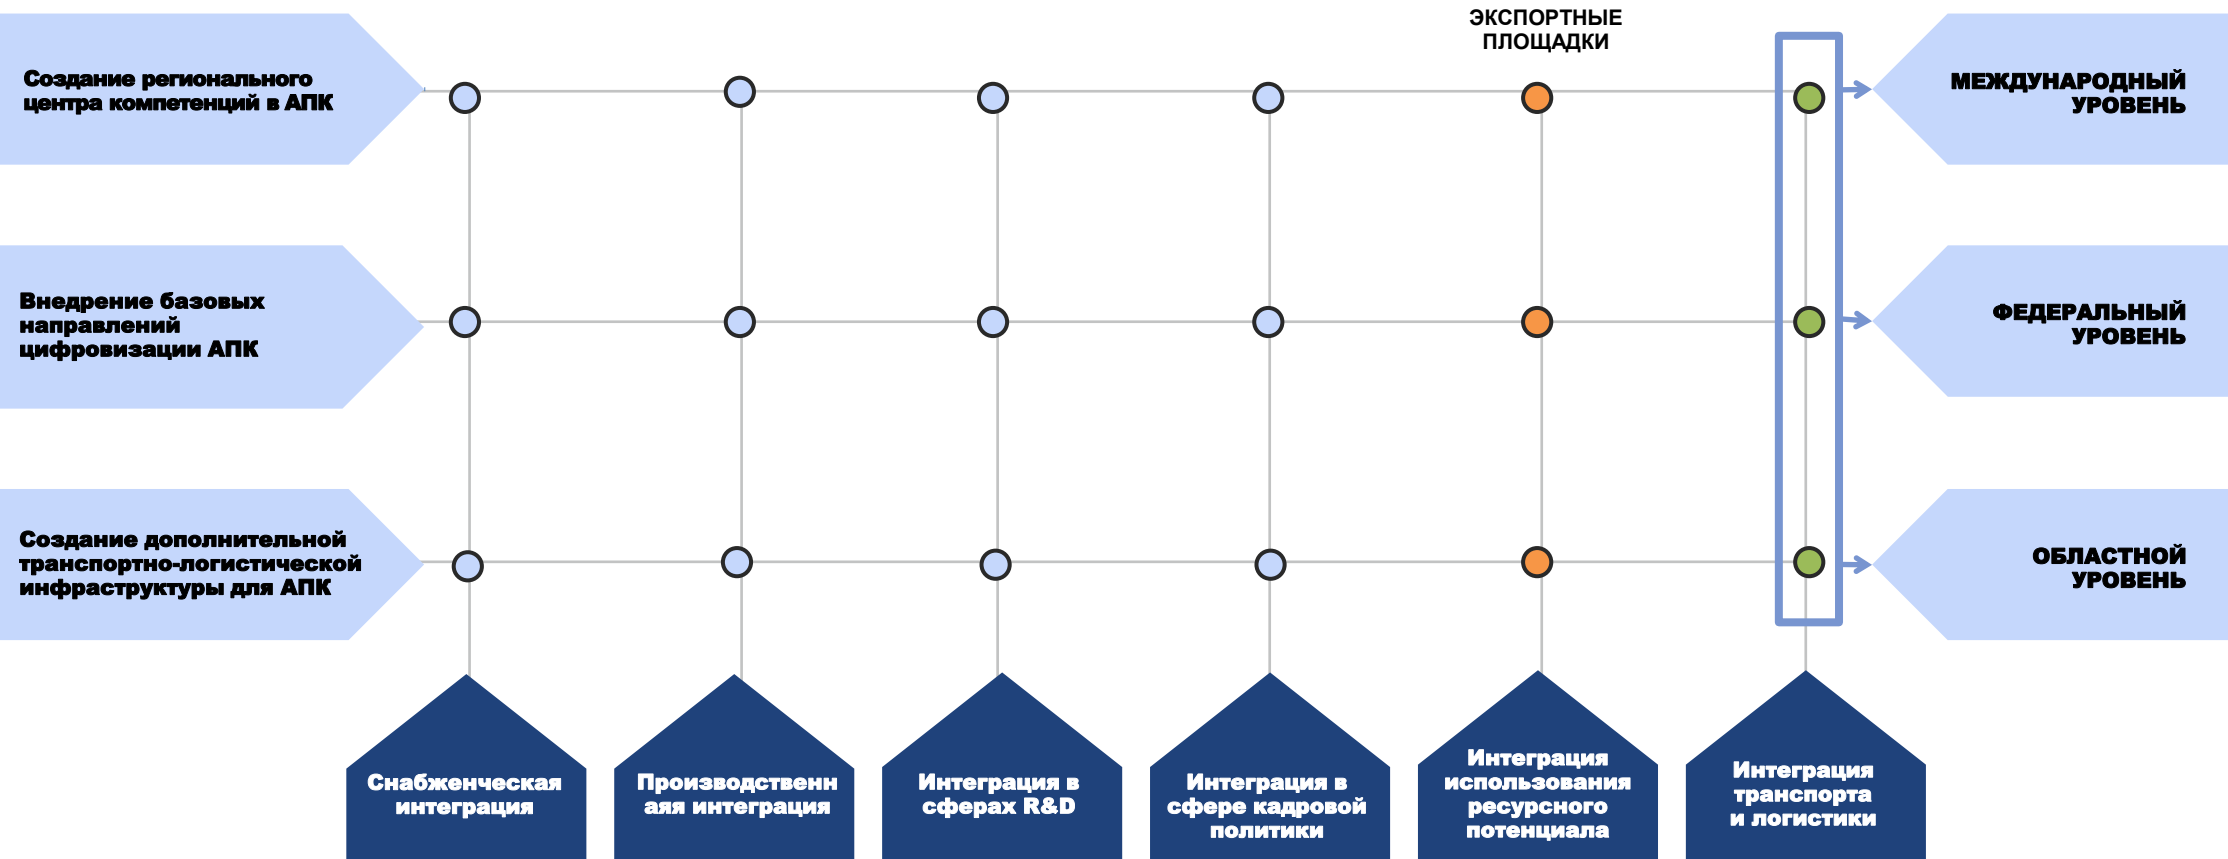 ЭКСПОРТНЫЕ
ПЛОЩАДКИ
Создание регионального
центра компетенций в АПК
МЕЖДУНАРОДНЫЙ
УРОВЕНЬ
Внедрение базовых
направлений
цифровизации АПК
ФЕДЕРАЛЬНЫЙ
УРОВЕНЬ
Создание дополнительной
транспортно-логистической
инфраструктуры для АПК
ОБЛАСТНОЙ
УРОВЕНЬ
Снабженческая
интеграция
Производственн
аяя интеграция
Интеграция в
сферах R&D
Интеграция в
сфере кадровой
политики
Интеграция
использования
ресурсного
потенциала
Интеграция
транспорта
и логистики